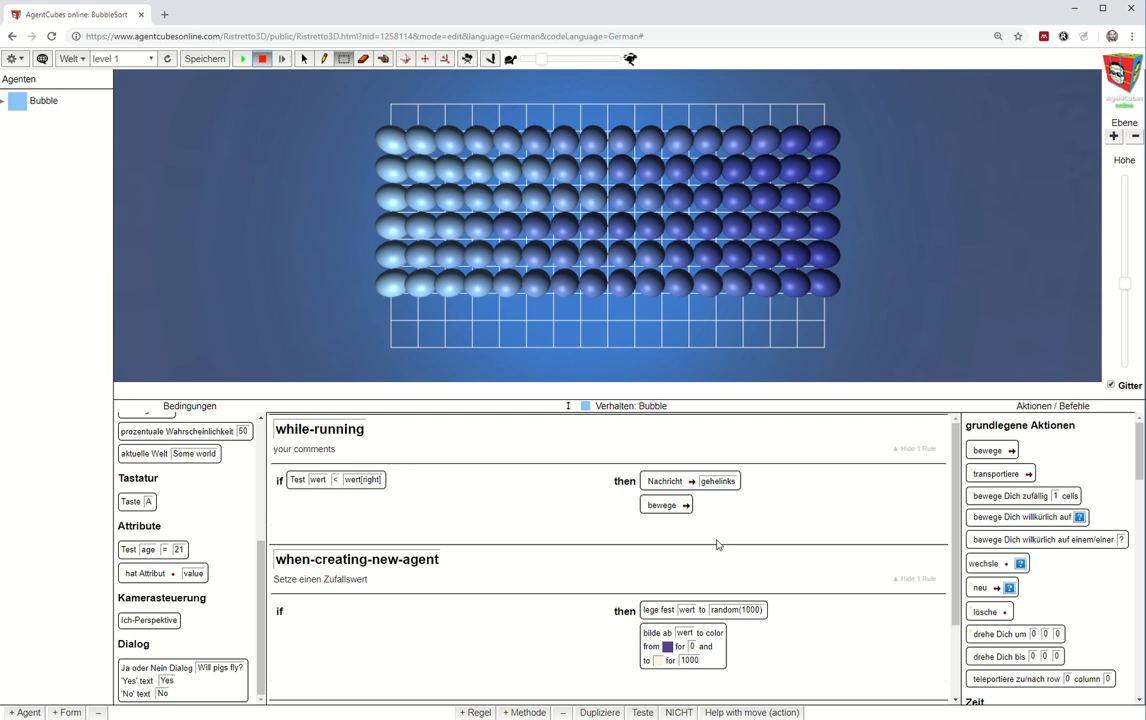 AgentCubes online: BubbleSort
https://www.agentcubesonline.com/Ristretto3D/public/Ristretto3D.html?nid=1258114&mode=edit&language=German&codeLanguage=German#
Welt level 1 Speichern
Agenten
Bubble
AgentCubes
online
Ebene
+ −
Höhe
Gitter
Bedingungen
Verhalten: Bubble
Aktionen / Befehle
prozentuale Wahrscheinlichkeit 50
aktuelle Welt Some world
Tastatur
Taste A
Attribute
Test age = 21
hat Attribut value
Kamerasteuerung
Ich-Perspektive
Dialog
Ja oder Nein Dialog Will pigs fly?
'Yes' text Yes
'No' text No
while-running
your comments
▲ Hide 1 Rule
if Test wert < wert[right]
then Nachricht gehelinks
bewege
when-creating-new-agent
Setze einen Zufallswert
▲ Hide 1 Rule
if
then lege fest wert to random(1000)
bilde ab wert to color
from for 0 and
to for 1000
grundlegene Aktionen
bewege
transportiere
bewege Dich zufällig 1 cells
bewege Dich willkürlich auf ?
bewege Dich wilkürlich auf einem/einer ?
wechsle ?
neu ?
lösche
drehe Dich um 0 0 0
drehe Dich bis 0 0 0
teleportiere zu/nach row 0 column 0
Zeit
+ Agent + Form −
+ Regel + Methode − Dupliziere Teste NICHT Help with move (action)